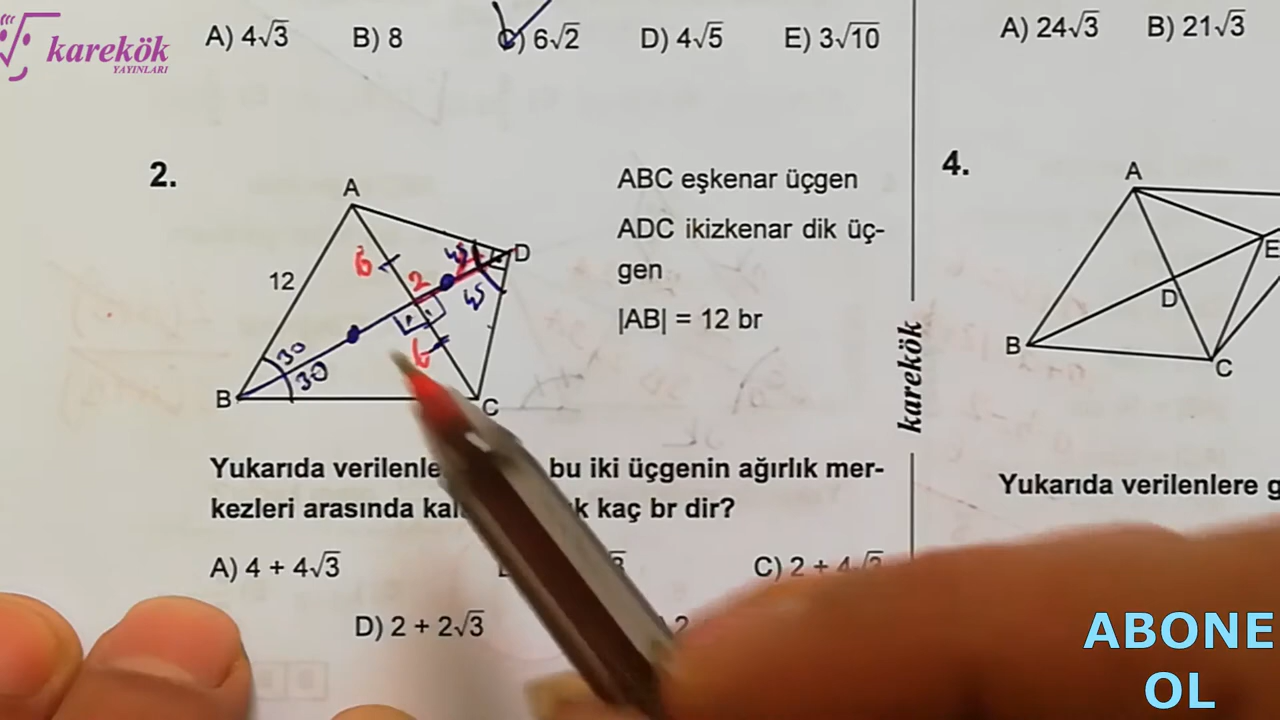 karekök
YAYINLARI
A) 4√3 B) 8 C) 6√2 D) 4√5 E) 3√10
A) 24√3 B) 21√3
2.
A
12
B
C
D
6
6
2
30
30
45
45
ABC eşkenar üçgen
ADC ikizkenar dik üç-
gen
|AB| = 12 br
Yukarıda bu iki üçgenin ağırlık mer-
kezleri arasında kaç br dir?
A) 4 + 4√3
C) 2 + 4
D) 2 + 2√3
2
karekök
4.
A
B
C
D
E
Yukarıda verilenlere
ABONE
OL